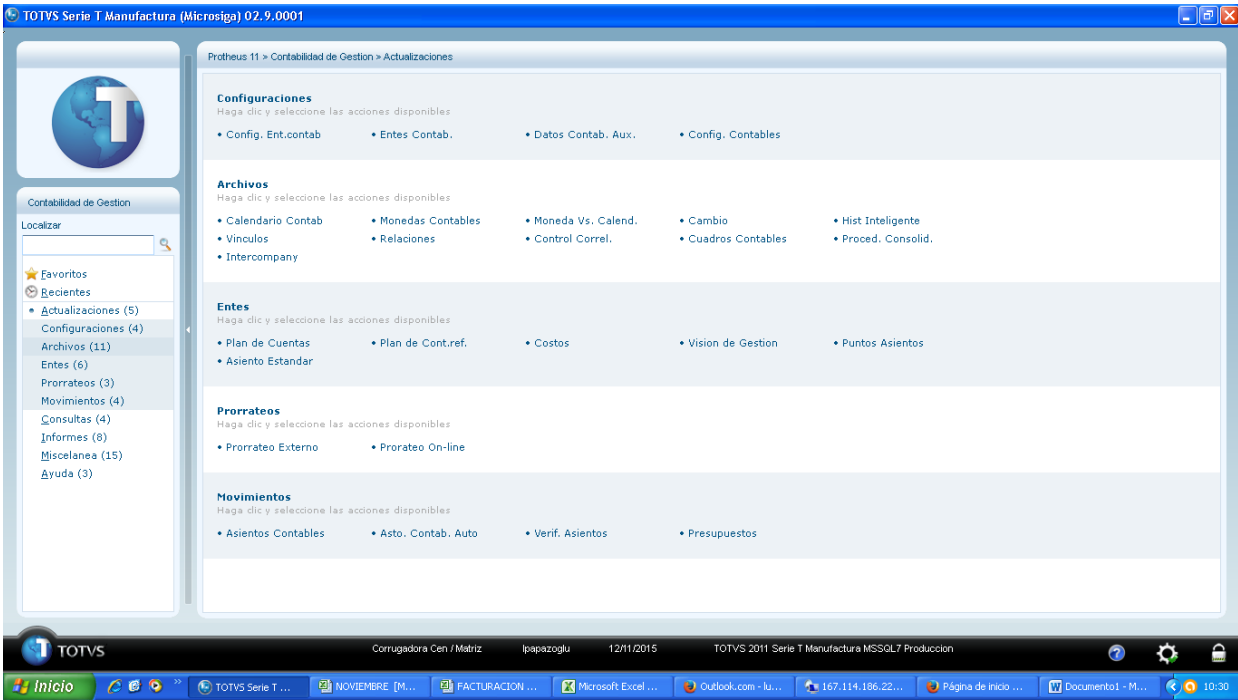 TOTVS Serie T Manufactura (Microsiga) 02.9.0001
Protheus 11 » Contabilidad de Gestion » Actualizaciones
T
Contabilidad de Gestion
Localizar
Favoritos
Recientes
Actualizaciones (5)
Configuraciones (4)
Archivos (11)
Entes (6)
Prorrateos (3)
Movimientos (4)
Consultas (4)
Informes (8)
Miscelanea (15)
Ayuda (3)
Configuraciones
Haga clic y seleccione las acciones disponibles
• Config. Ent.contab • Entes Contab. • Datos Contab. Aux. • Config. Contables
Archivos
Haga clic y seleccione las acciones disponibles
• Calendario Contab • Monedas Contables • Moneda Vs. Calend. • Cambio • Hist Inteligente
• Vinculos • Relaciones • Control Correl. • Cuadros Contables • Proced. Consolid.
• Intercompany
Entes
Haga clic y seleccione las acciones disponibles
• Plan de Cuentas • Plan de Cont.ref. • Costos • Vision de Gestion • Puntos Asientos
• Asiento Estandar
Prorrateos
Haga clic y seleccione las acciones disponibles
• Prorrateo Externo • Prorateo On-line
Movimientos
Haga clic y seleccione las acciones disponibles
• Asientos Contables • Asto. Contab. Auto • Verif. Asientos • Presupuestos
TOTVS Corrugadora Cen / Matriz lpapazoglu 12/11/2015 TOTVS 2011 Serie T Manufactura MSSQL7 Produccion
Inicio » TOTVS Serie T ... NOVIEMBRE [M... FACTURACION ... Microsoft Excel ... Outlook.com - lu... 167.114.186.22... Página de inicio ... Documento1 - M... 10:30